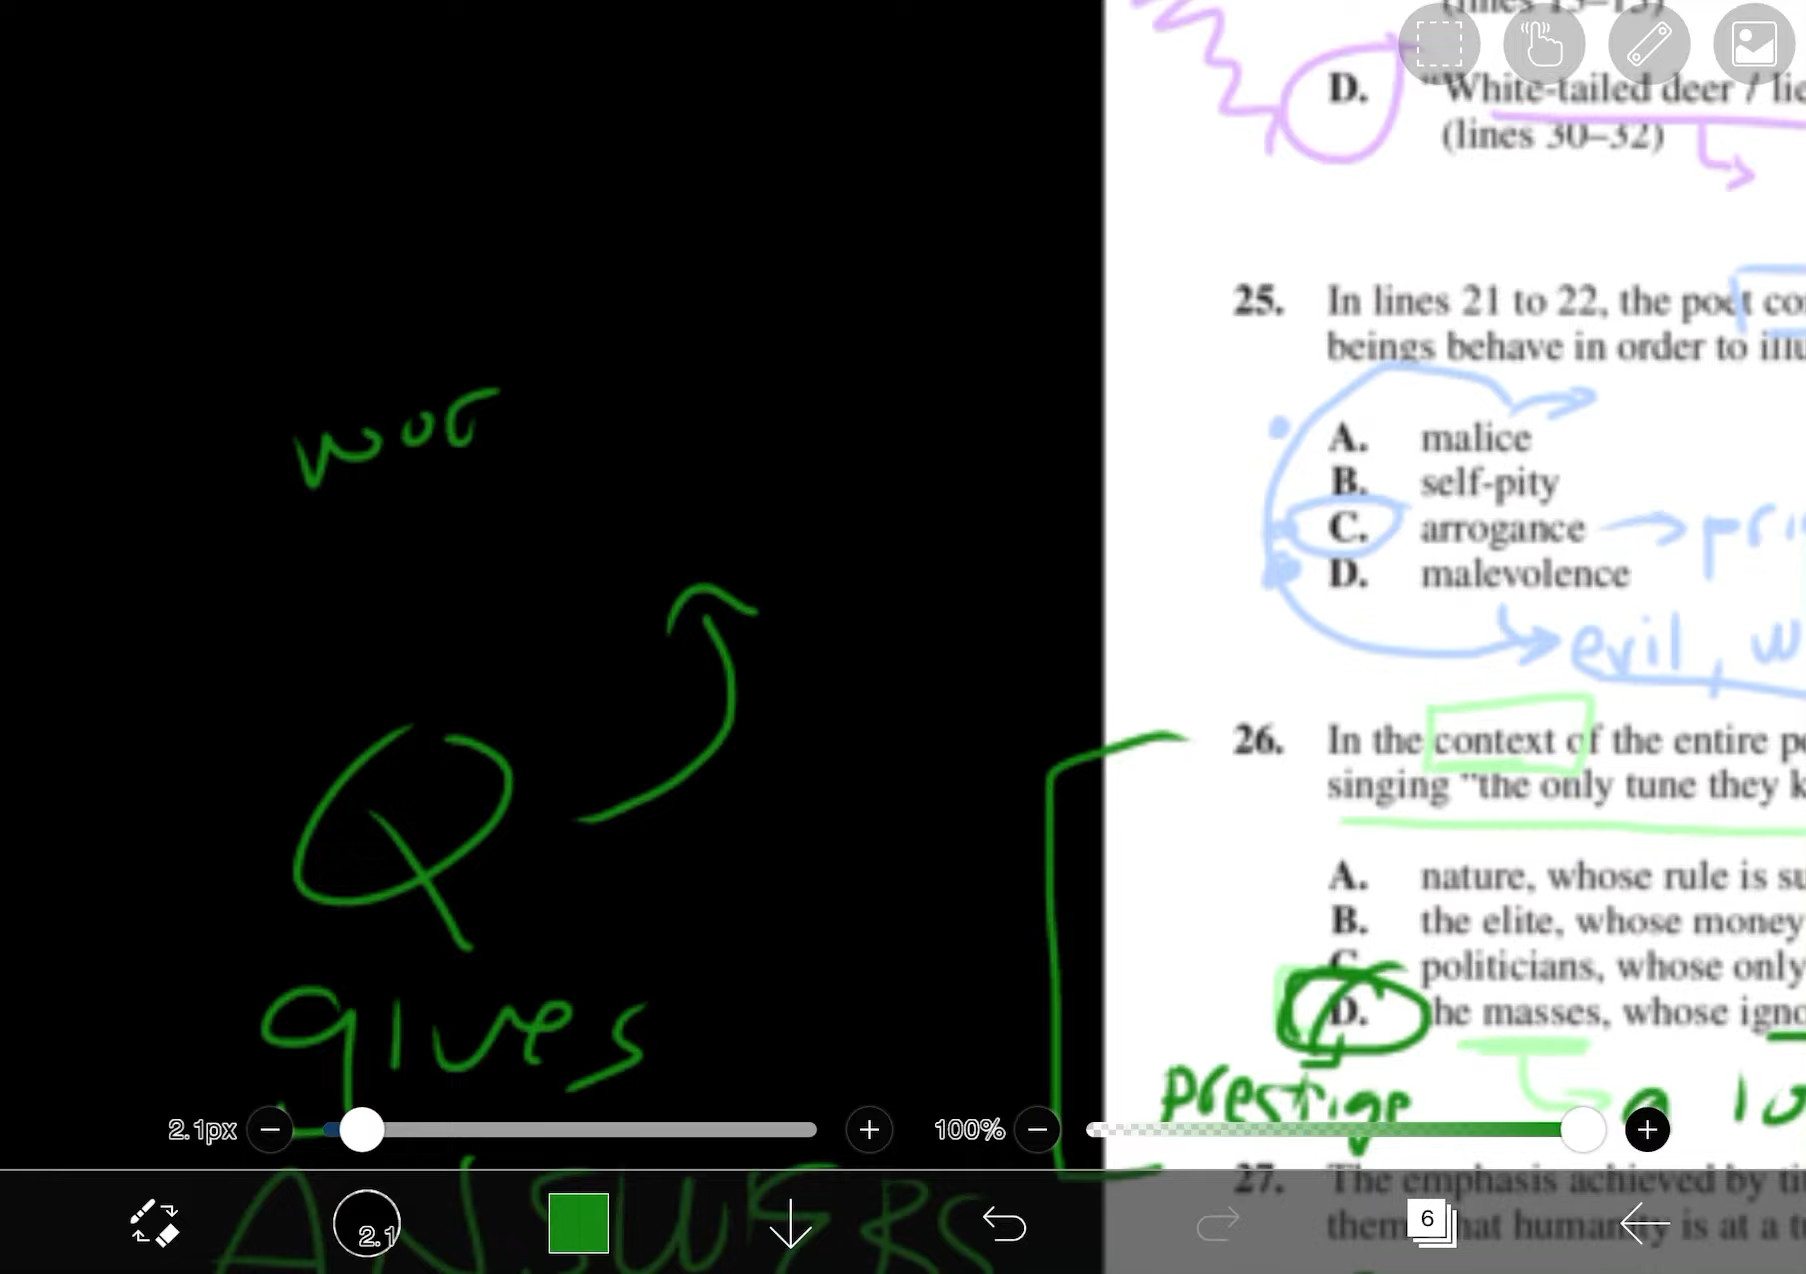 D. "White-tailed deer / lie
(lines 30–32)
25. In lines 21 to 22, the poet co
beings behave in order to illu
A. malice
B. self-pity
C. arrogance → pri
D. malevolence
evil, w
26. In the context of the entire p
singing "the only tune they k
A. nature, whose rule is su
B. the elite, whose money
C. politicians, whose only
D. the masses, whose igno
prestige
a lo
27. The emphasis achieved by ti
them that humanity is at a t
wor
Q
gives
ANSWERS
2.1px
100%
2.1
6